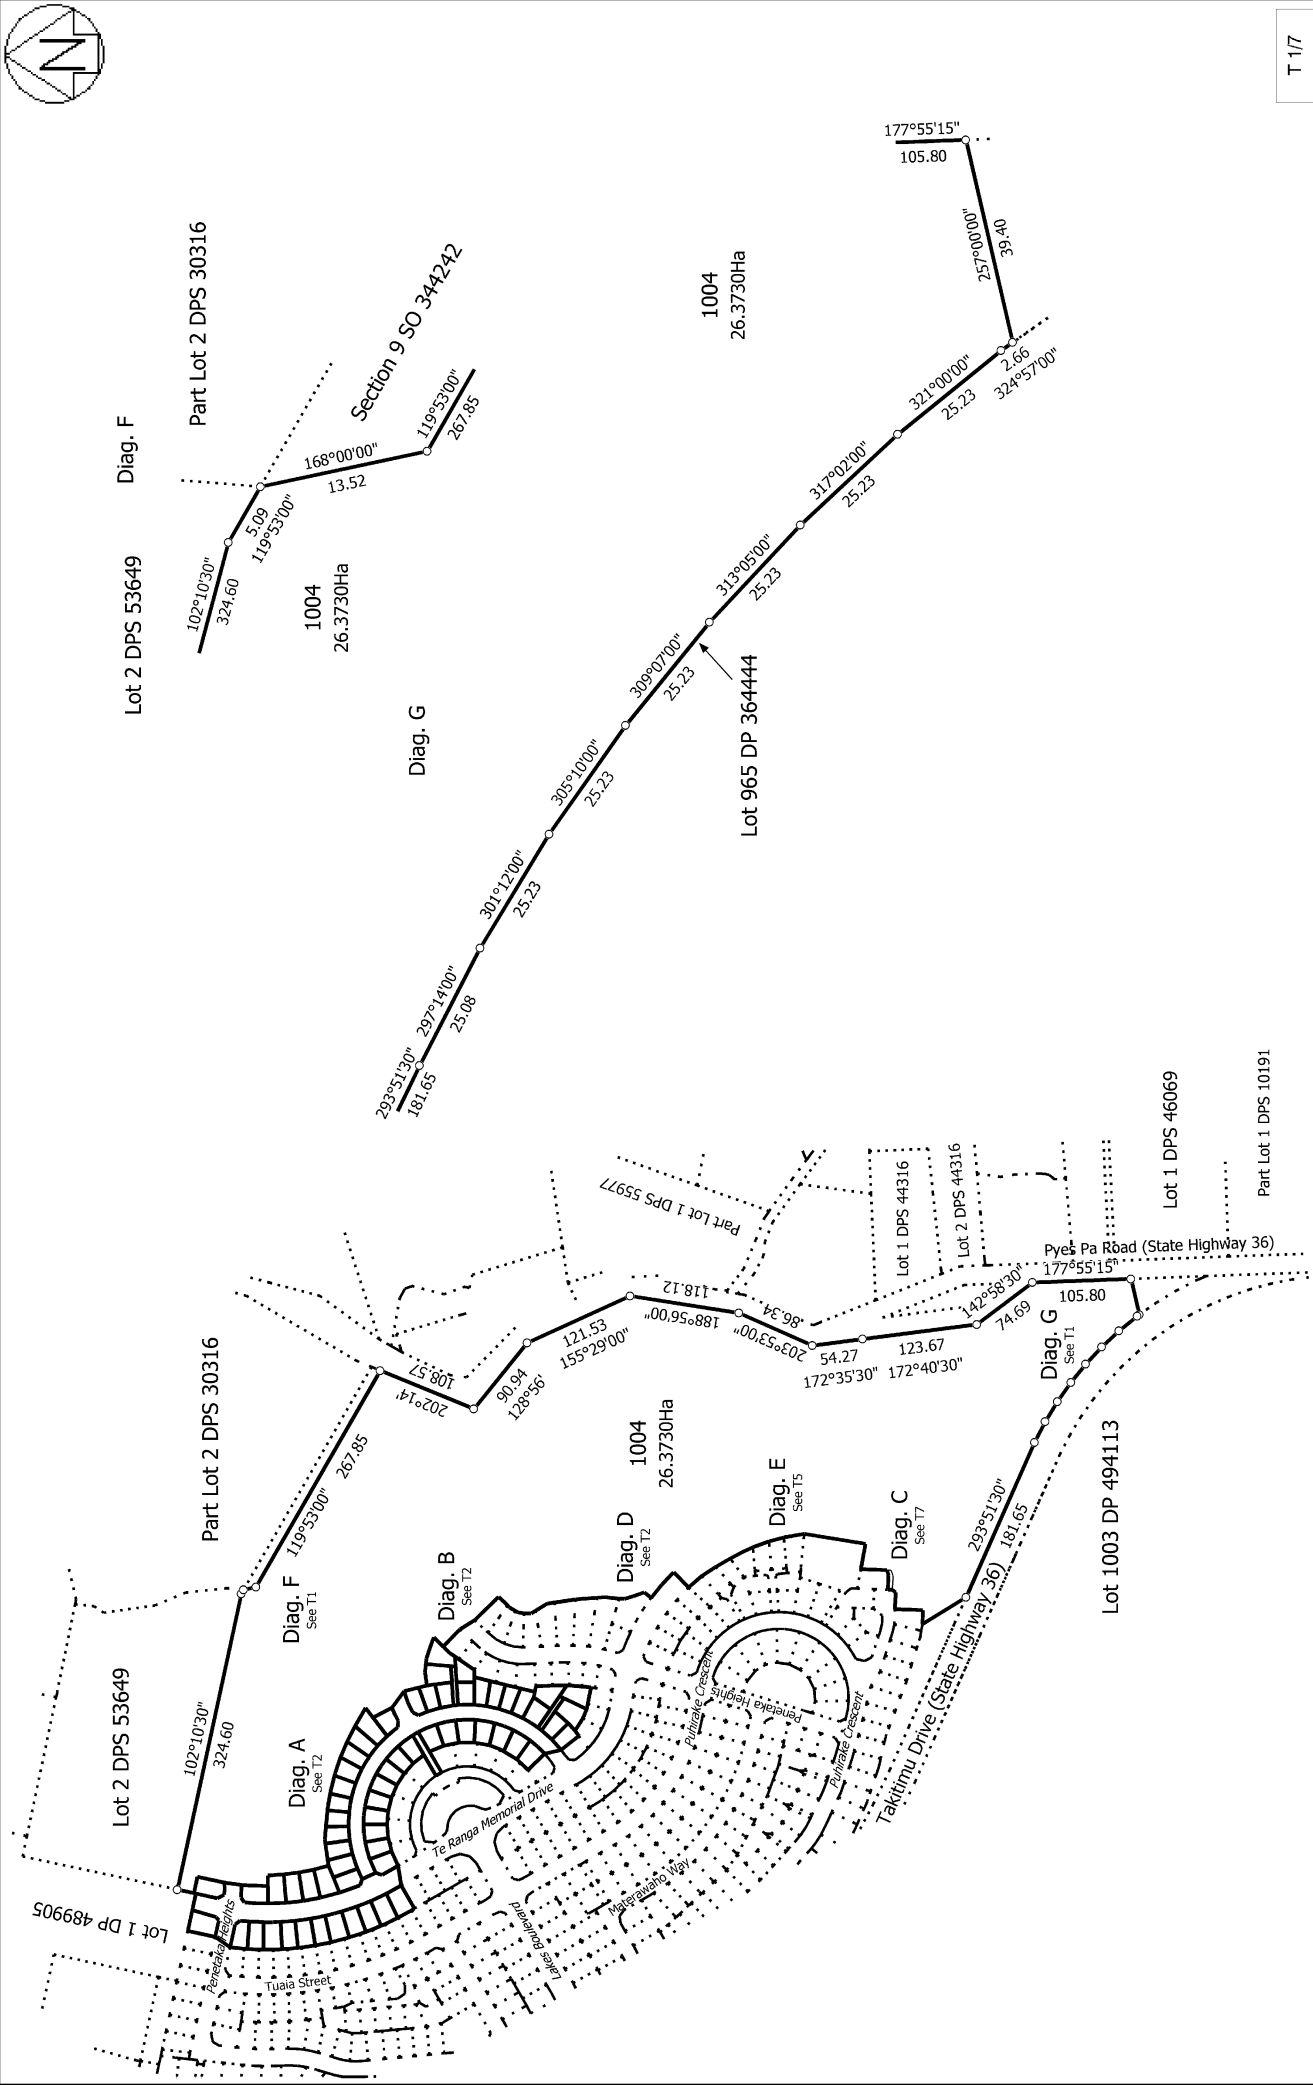 N
T 1/7
Diag. F
Lot 2 DPS 53649
Part Lot 2 DPS 30316
Section 9 SO 344242
102°10'30"
324.60
5.09
119°53'00"
168°00'00"
13.52
119°53'00"
267.85
1004
26.3730Ha
Diag. G
293°51'30"
181.65
297°14'00"
25.08
301°12'00"
25.23
305°10'00"
25.23
309°07'00"
25.23
313°05'00"
25.23
317°02'00"
25.23
321°00'00"
25.23
2.66
324°57'00"
257°00'00"
39.40
177°55'15"
105.80
1004
26.3730Ha
Lot 965 DP 364444
Lot 1 DP 489905
Lot 2 DPS 53649
Part Lot 2 DPS 30316
102°10'30"
324.60
Diag. F
See T1
119°53'00"
267.85
202°14'
108.57
90.94
128°56'
121.53
155°29'00"
188°56'00"
118.12
203°53'00"
86.34
54.27
172°35'30"
123.67
172°40'30"
142°58'30"
74.69
177°55'15"
105.80
Diag. G
See T1
293°51'30"
181.65
1004
26.3730Ha
Diag. A
See T2
Diag. B
See T2
Diag. D
See T2
Diag. E
See T5
Diag. C
See T7
Penetaka Heights
Tuaia Street
Te Ranga Memorial Drive
Lakes Boulevard
Materawaho Way
Puhirake Crescent
Penetaka Heights
Puhirake Crescent
Takitimu Drive (State Highway 36)
Lot 1003 DP 494113
Part Lot 1 DPS 55977
Lot 1 DPS 44316
Lot 2 DPS 44316
Pyes Pa Road (State Highway 36)
Lot 1 DPS 46069
Part Lot 1 DPS 10191